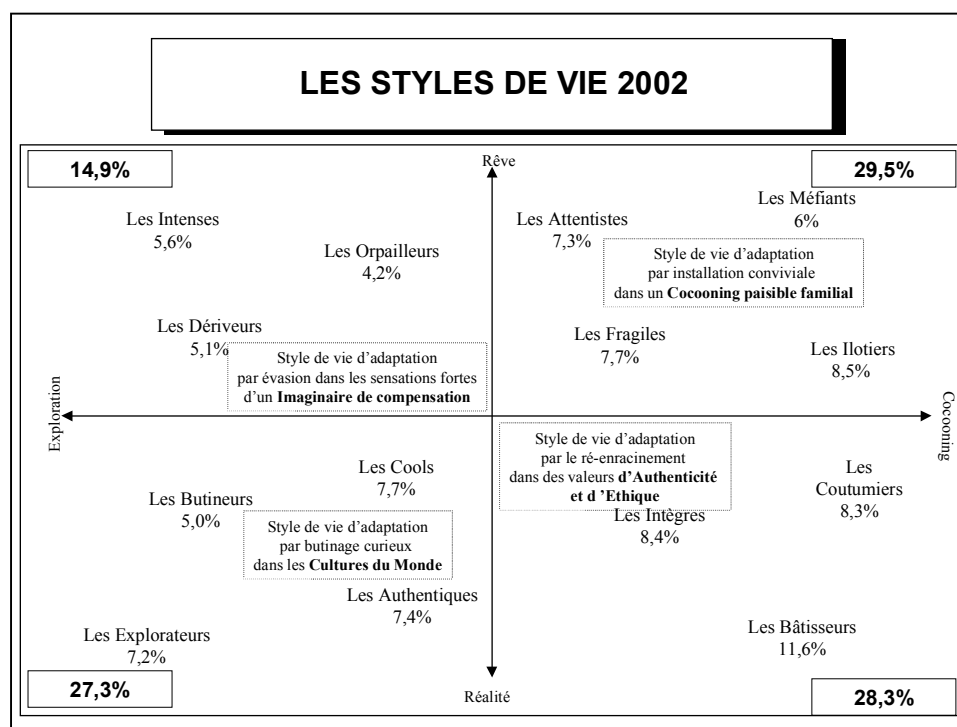 LES STYLES DE VIE 2002
14,9%
Rêve
29,5%
Les Méfiants
6%
Les Intenses
5,6%
Les Attentistes
7,3%
Les Orpailleurs
4,2%
Style de vie d’adaptation
par installation conviviale
dans un Cocooning paisible familial
Les Dériveurs
5,1%
Les Fragiles
7,7%
Les Ilotiers
8,5%
Style de vie d’adaptation
par évasion dans les sensations fortes
d’un Imaginaire de compensation
Exploration
Cocooning
Style de vie d’adaptation
par le ré-enracinement
dans des valeurs d’Authenticité
et d ’Ethique
Les Cools
7,7%
Les
Coutumiers
8,3%
Les Butineurs
5,0%
Les Intègres
8,4%
Style de vie d’adaptation
par butinage curieux
dans les Cultures du Monde
Les Authentiques
7,4%
Les Explorateurs
7,2%
Les Bâtisseurs
11,6%
27,3%
Réalité
28,3%